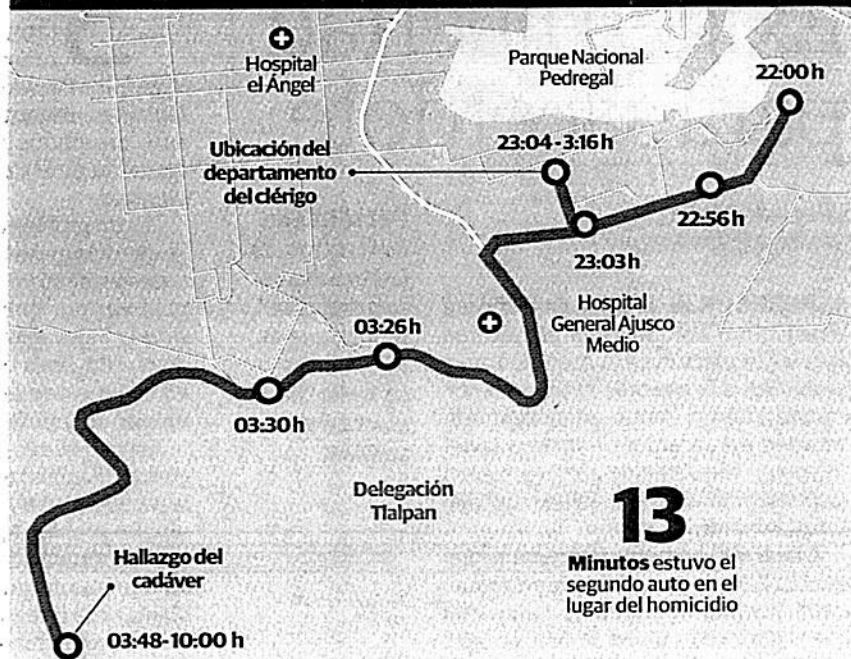 Hospital
el Ángel
Parque Nacional
Pedregal
22:00 h
Ubicación del
departamento
del clérigo
23:04-3:16 h
22:56 h
23:03 h
Hospital
General Ajusco
Medio
03:26 h
03:30 h
Delegación
Tlalpan
13
Minutos estuvo el
segundo auto en el
lugar del homicidio
Hallazgo del
cadáver
03:48-10:00 h